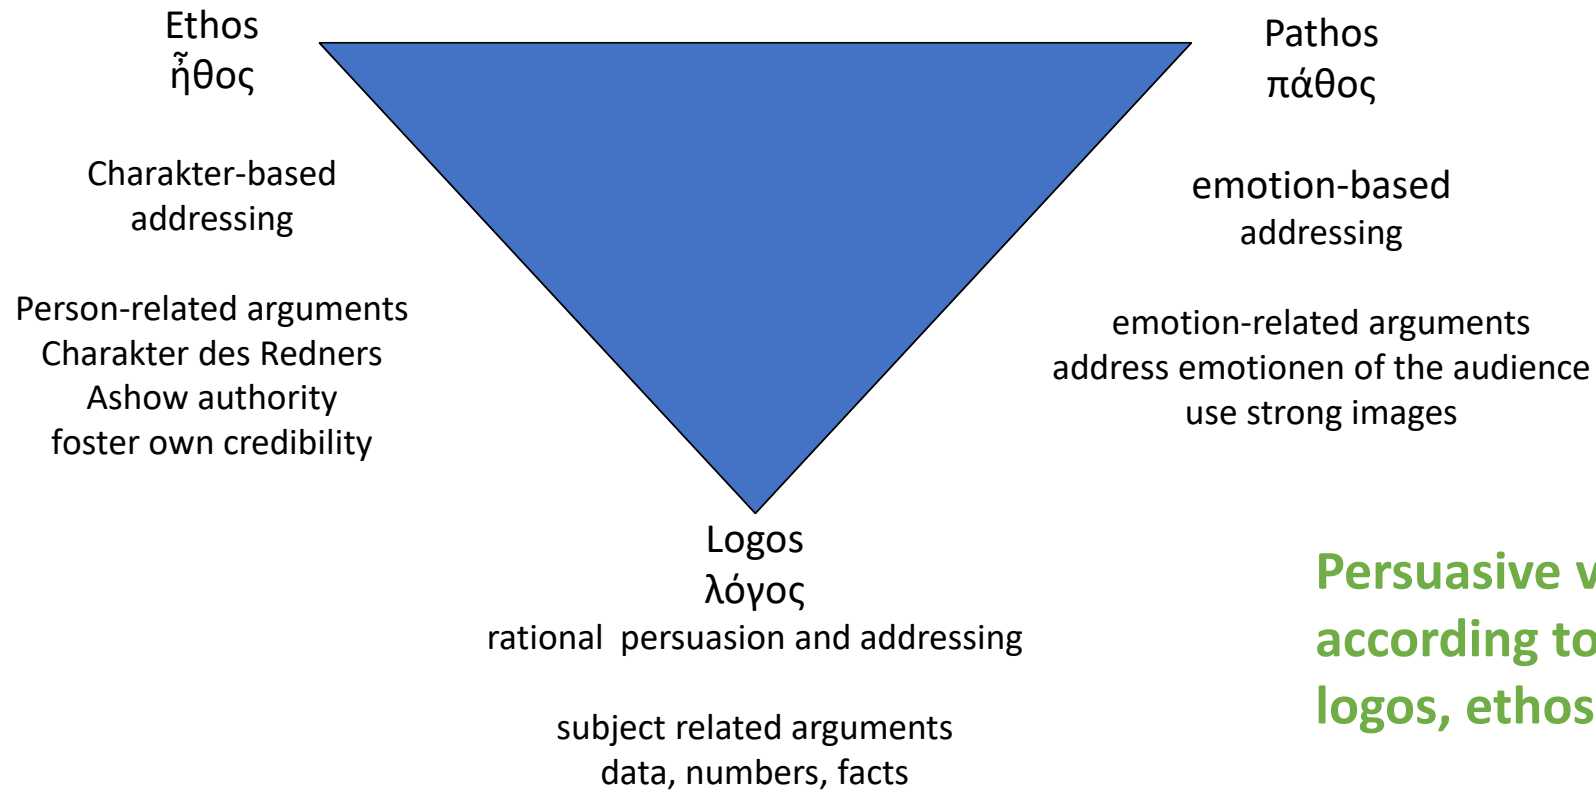 Ethos
ἦθος
Charakter-based
addressing
Person-related arguments
Charakter des Redners
Ashow authority
foster own credibility
Pathos
πάθος
emotion-based
addressing
emotion-related arguments
address emotionen of the audience
use strong images
Logos
λόγος
rational  persuasion and addressing
subject related arguments
data, numbers, facts
Persuasive
according to
logos, ethos